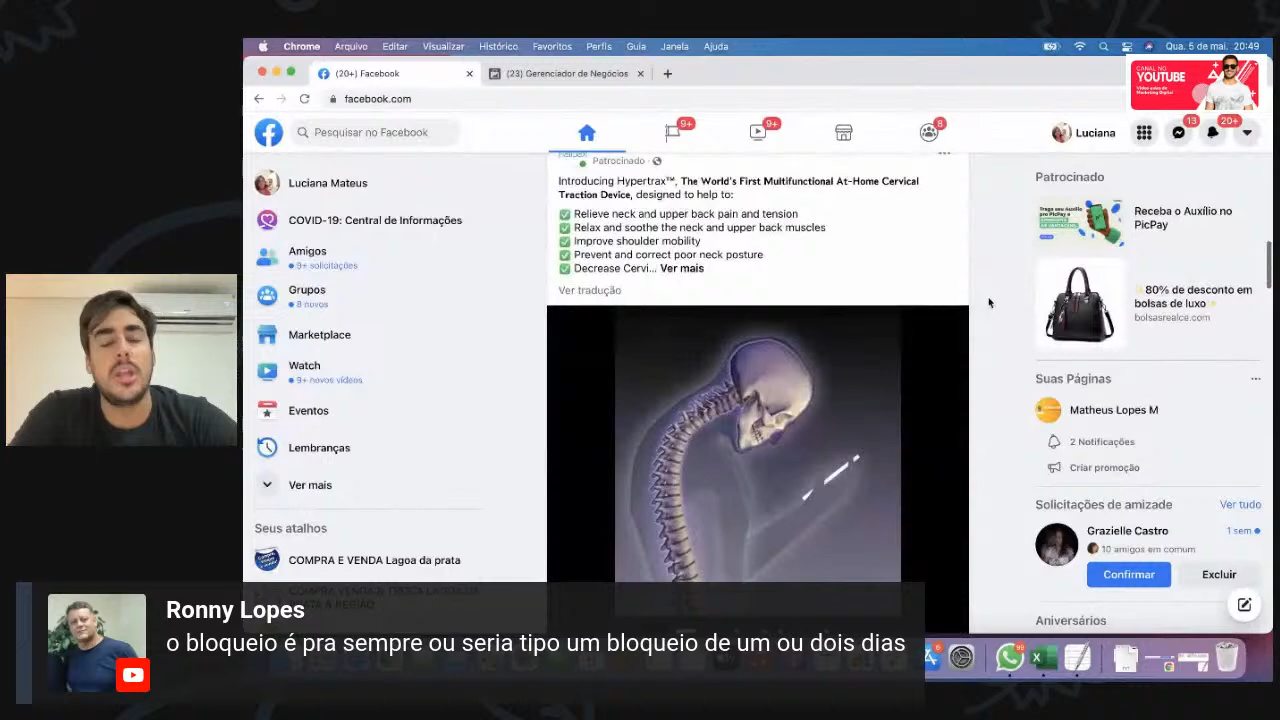 Chrome Arquivo Editar Visualizar Histórico Favoritos Perfis Guia Janela Ajuda
Qua. 5 de mai. 20:49
(20+) Facebook
(23) Gerenciador de Negócios
facebook.com
CANAL NO
YOUTUBE
Vídeo aulas de
Marketing Digital
Pesquisar no Facebook
9+
9+
8
Luciana
13
20+
Luciana Mateus
COVID-19: Central de Informações
Amigos
9+ solicitações
Grupos
8 novos
Marketplace
Watch
9+ novos vídeos
Eventos
Lembranças
Ver mais
Seus atalhos
COMPRA E VENDA Lagoa da prata
Patrocinado
Introducing Hypertrax™, The World's First Multifunctional At-Home Cervical
Traction Device, designed to help to:
✅ Relieve neck and upper back pain and tension
✅ Relax and soothe the neck and upper back muscles
✅ Improve shoulder mobility
✅ Prevent and correct poor neck posture
✅ Decrease Cervi... Ver mais
Ver tradução
Patrocinado
Receba o Auxílio no
PicPay
✨80% de desconto em
bolsas de luxo✨
bolsasrealce.com
Suas Páginas
Matheus Lopes M
2 Notificações
Criar promoção
Solicitações de amizade
Ver tudo
Grazielle Castro
1 sem
10 amigos em comum
Confirmar
Excluir
Aniversários
Ronny Lopes
o bloqueio é pra sempre ou seria tipo um bloqueio de um ou dois dias